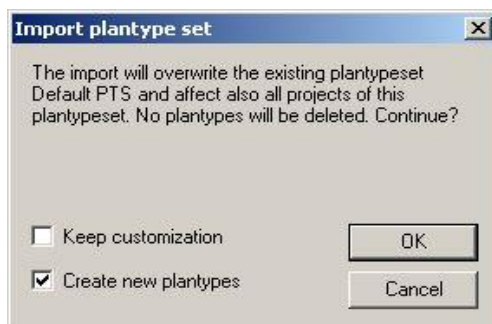 Import plantype set
The import will overwrite the existing plantypeset
Default PTS and affect also all projects of this
plantypeset. No plantypes will be deleted. Continue?
Keep customization
OK
Create new plantypes
Cancel